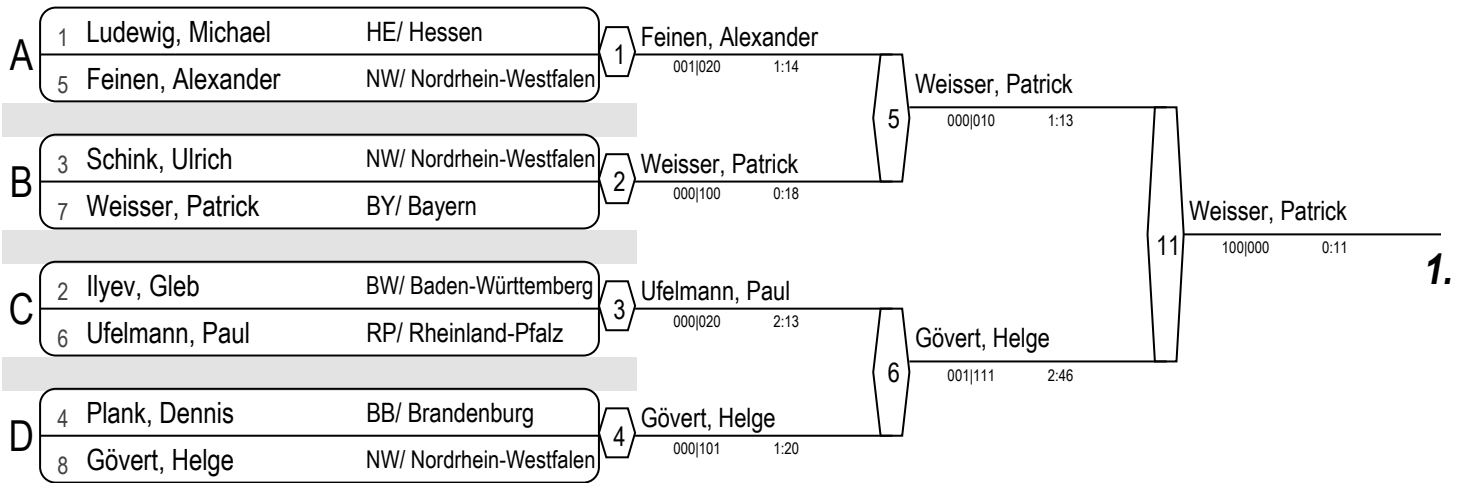 A
1 Ludewig, Michael HE/ Hessen
5 Feinen, Alexander NW/ Nordrhein-Westfalen
1
Feinen, Alexander
001|020 1:14
B
3 Schink, Ulrich NW/ Nordrhein-Westfalen
7 Weisser, Patrick BY/ Bayern
2
Weisser, Patrick
000|100 0:18
C
2 Ilyev, Gleb BW/ Baden-Württemberg
6 Ufelmann, Paul RP/ Rheinland-Pfalz
3
Ufelmann, Paul
000|020 2:13
D
4 Plank, Dennis BB/ Brandenburg
8 Gövert, Helge NW/ Nordrhein-Westfalen
4
Gövert, Helge
000|101 1:20
5
Weisser, Patrick
000|010 1:13
6
Gövert, Helge
001|111 2:46
11
Weisser, Patrick
100|000 0:11
1.